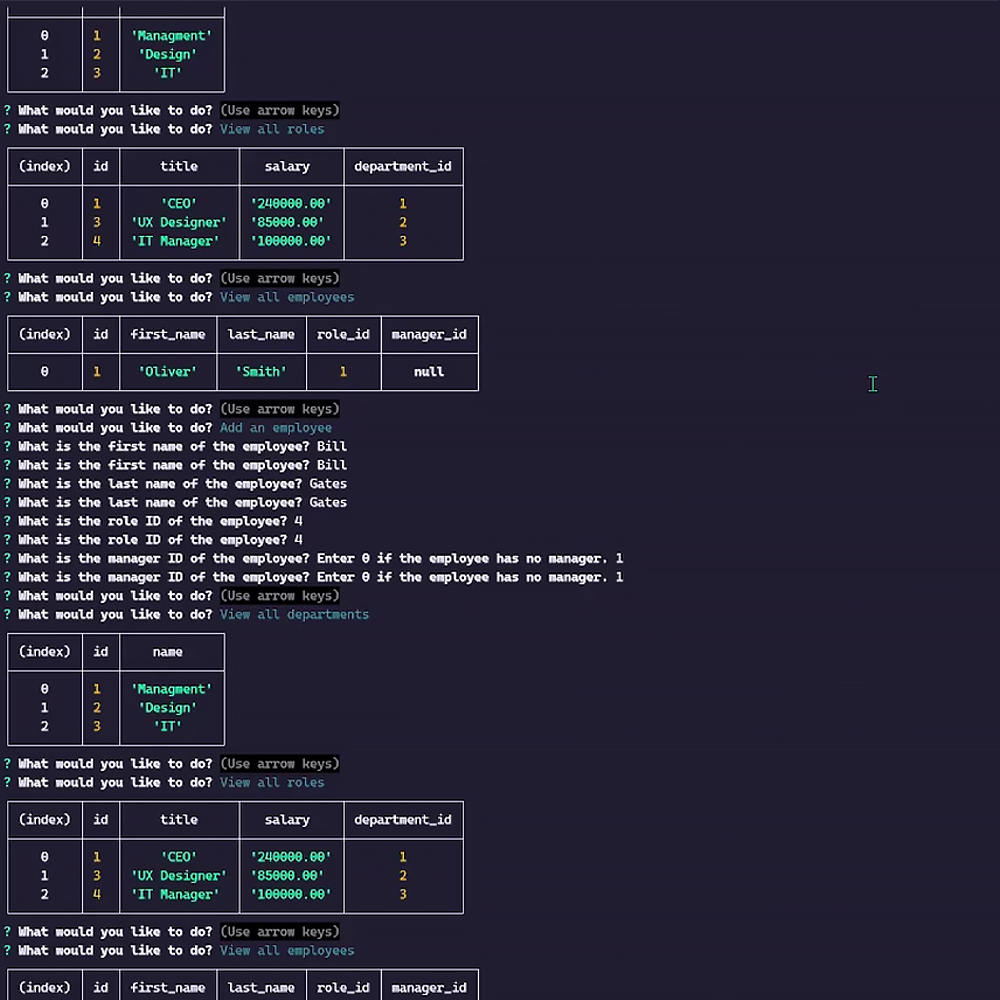 0 1 'Managment'
1 2 'Design'
2 3 'IT'
? What would you like to do? (Use arrow keys)
? What would you like to do? View all roles
(index) id title salary department_id
0 1 'CEO' '240000.00' 1
1 3 'UX Designer' '85000.00' 2
2 4 'IT Manager' '100000.00' 3
? What would you like to do? (Use arrow keys)
? What would you like to do? View all employees
(index) id first_name last_name role_id manager_id
0 1 'Oliver' 'Smith' 1 null
? What would you like to do? (Use arrow keys)
? What would you like to do? Add an employee
? What is the first name of the employee? Bill
? What is the first name of the employee? Bill
? What is the last name of the employee? Gates
? What is the last name of the employee? Gates
? What is the role ID of the employee? 4
? What is the role ID of the employee? 4
? What is the manager ID of the employee? Enter 0 if the employee has no manager. 1
? What is the manager ID of the employee? Enter 0 if the employee has no manager. 1
? What would you like to do? (Use arrow keys)
? What would you like to do? View all departments
(index) id name
0 1 'Managment'
1 2 'Design'
2 3 'IT'
? What would you like to do? (Use arrow keys)
? What would you like to do? View all roles
(index) id title salary department_id
0 1 'CEO' '240000.00' 1
1 3 'UX Designer' '85000.00' 2
2 4 'IT Manager' '100000.00' 3
? What would you like to do? (Use arrow keys)
? What would you like to do? View all employees
(index) id first_name last_name role_id manager_id